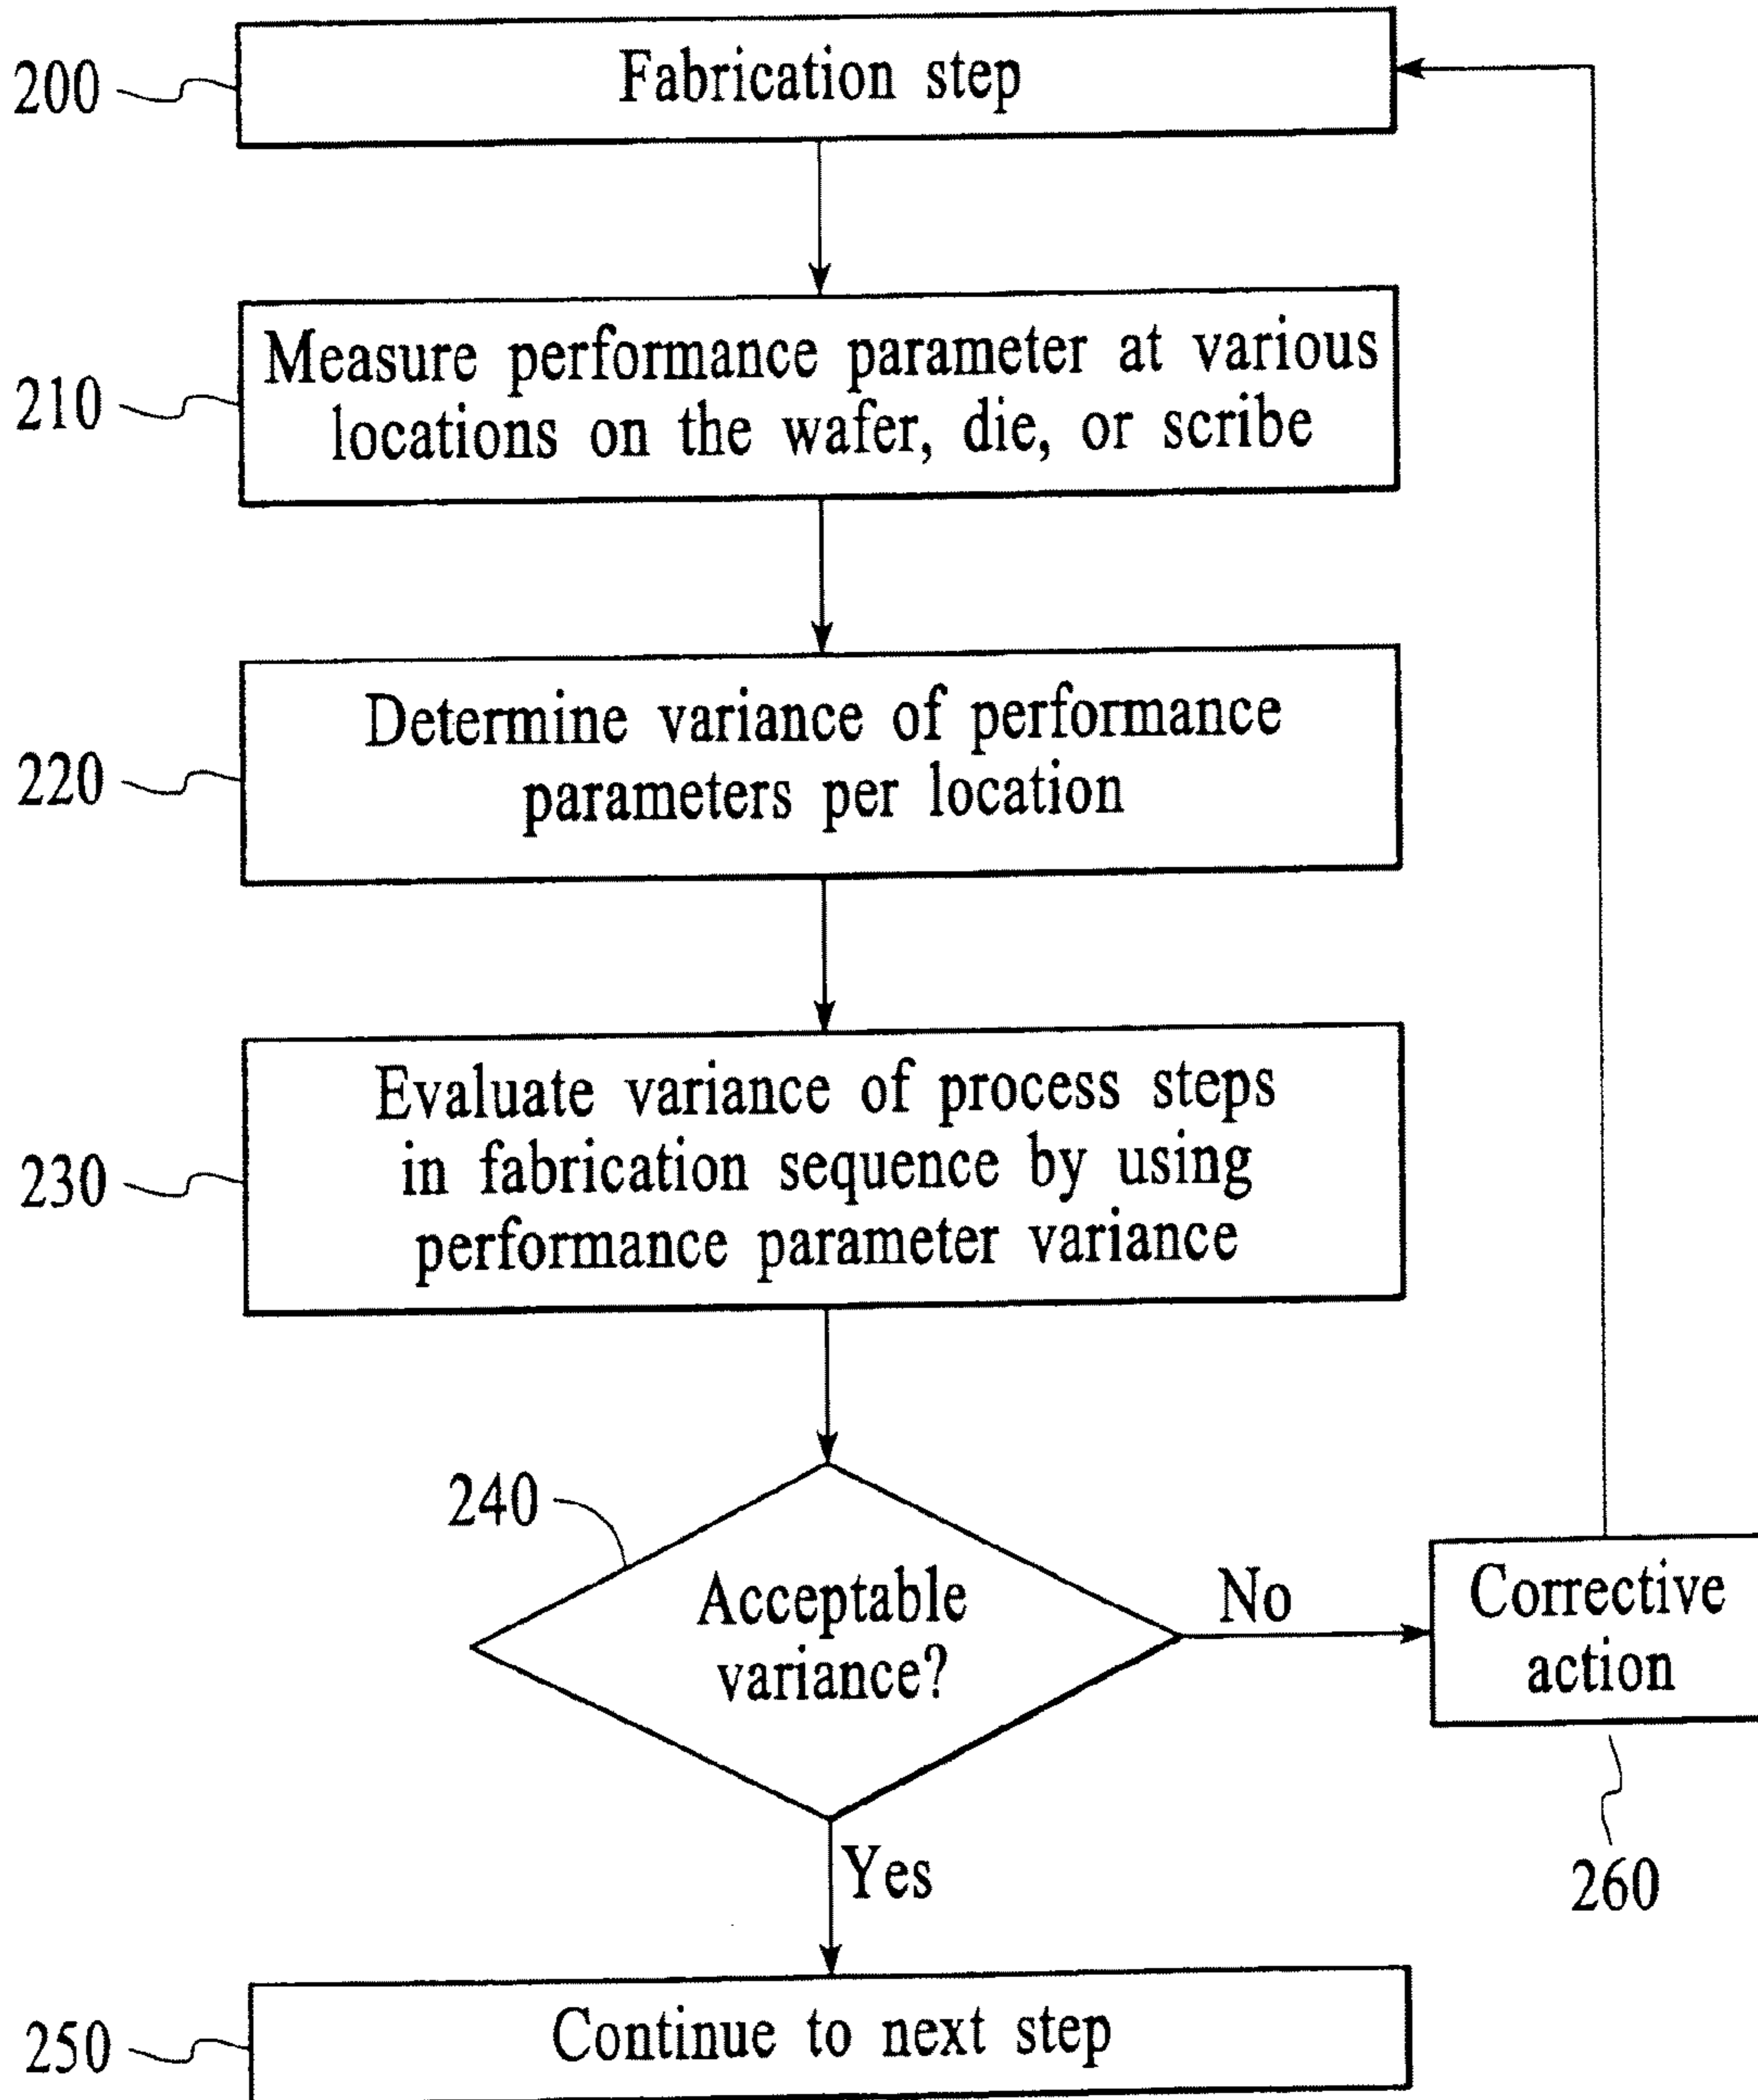 Fabrication step
200
Measure performance parameter at various
locations on the wafer, die, or scribe
210
Determine variance of performance
parameters per location
220
Evaluate variance of process steps
in fabrication sequence by using
performance parameter variance
230
240
Acceptable
variance?
No
Corrective
action
260
Yes
Continue to next step
250